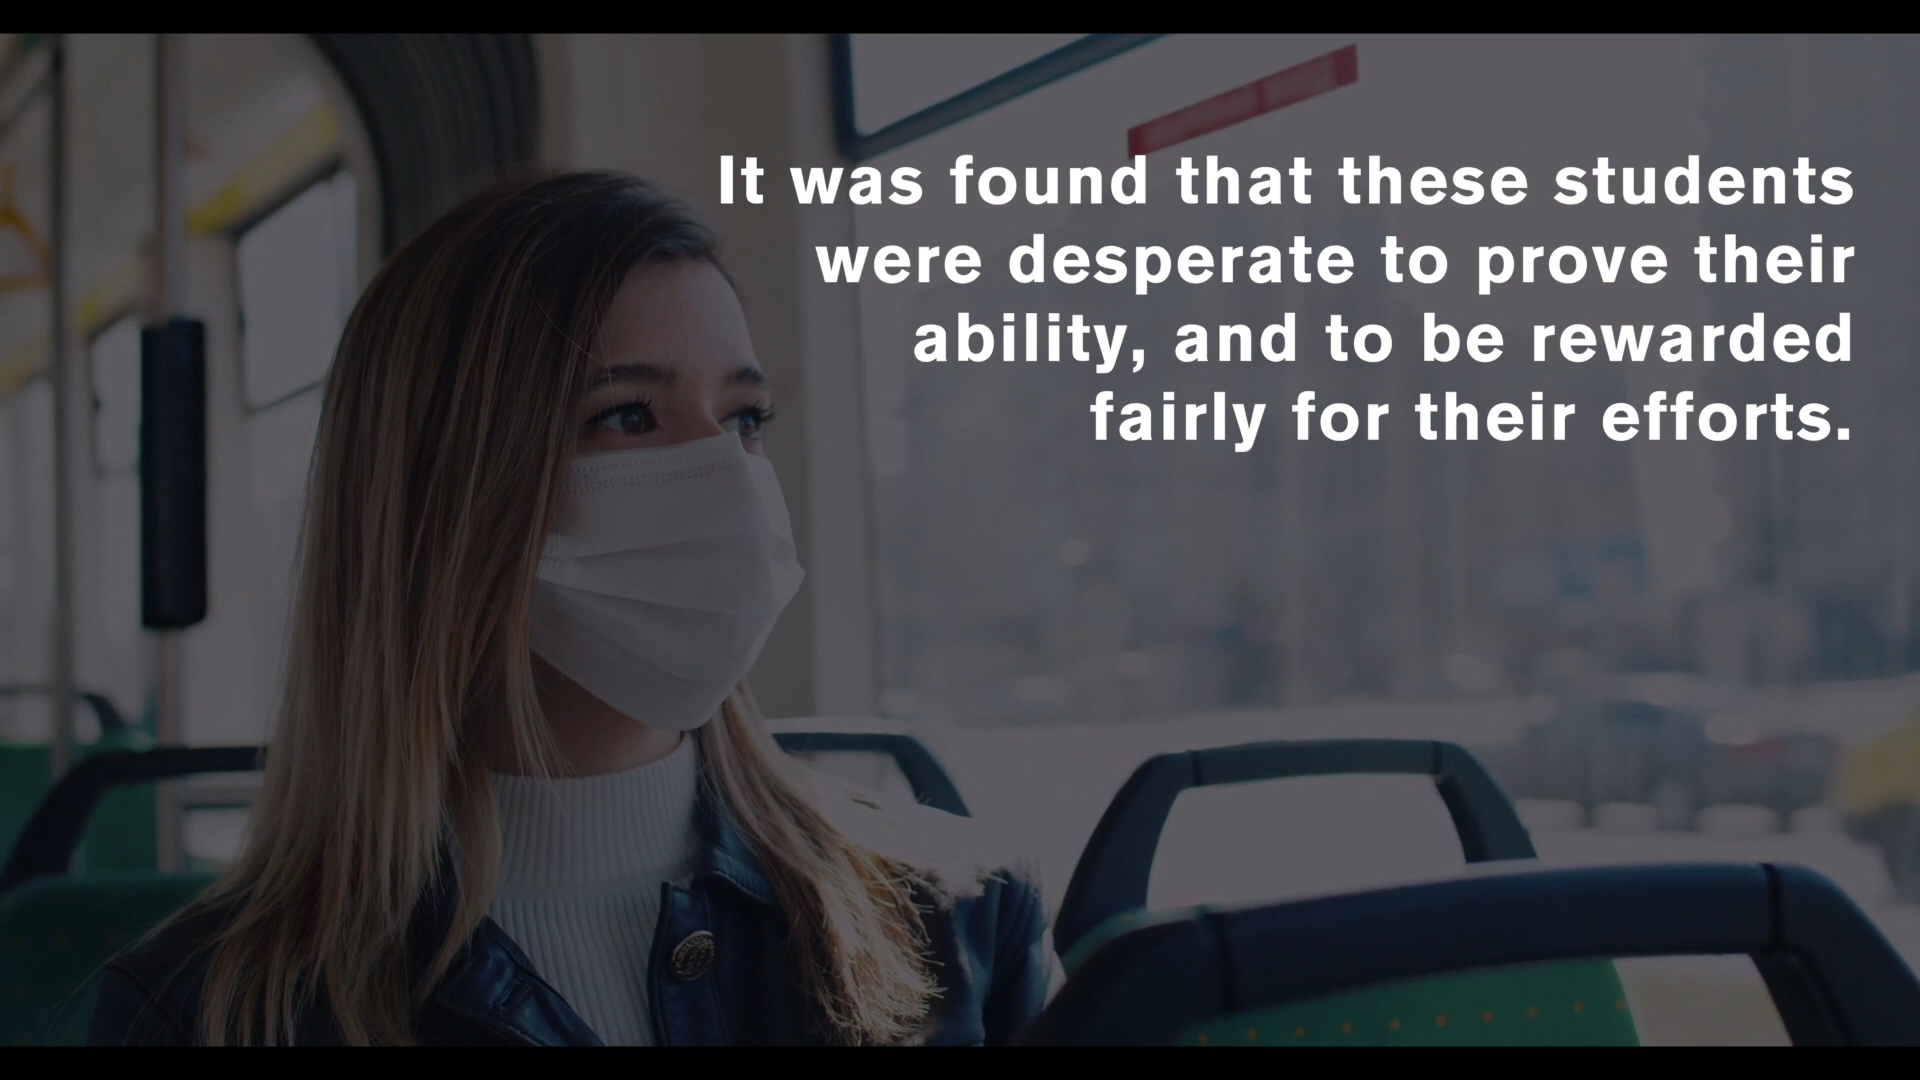 It was found that these students
were desperate to prove their
ability, and to be rewarded
fairly for their efforts.